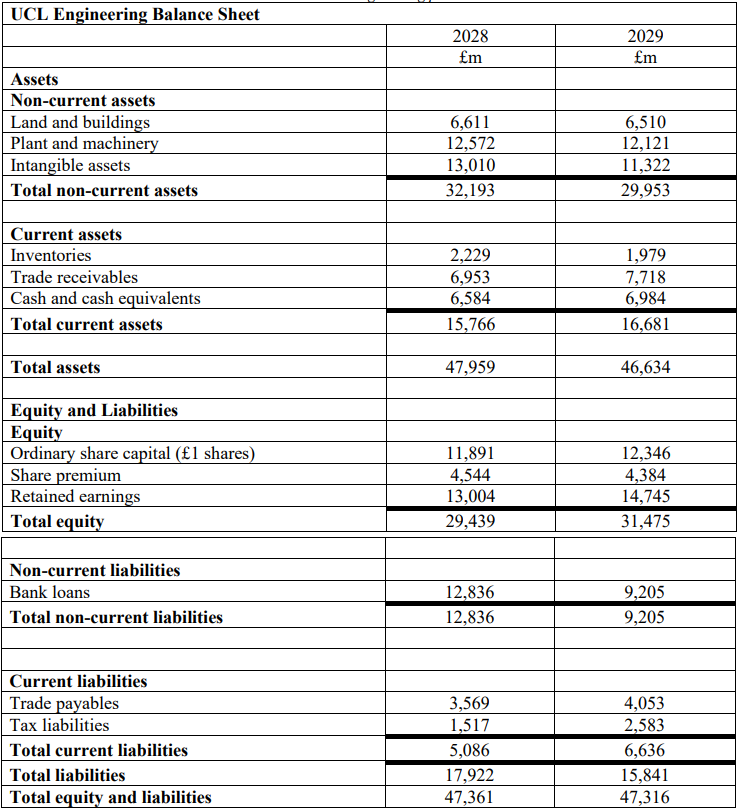 UCL Engineering Balance Sheet
2028 2029
£m £m
Assets
Non-current assets
Land and buildings 6,611 6,510
Plant and machinery 12,572 12,121
Intangible assets 13,010 11,322
Total non-current assets 32,193 29,953
Current assets
Inventories 2,229 1,979
Trade receivables 6,953 7,718
Cash and cash equivalents 6,584 6,984
Total current assets 15,766 16,681
Total assets 47,959 46,634
Equity and Liabilities
Equity
Ordinary share capital (£1 shares) 11,891 12,346
Share premium 4,544 4,384
Retained earnings 13,004 14,745
Total equity 29,439 31,475
Non-current liabilities
Bank loans 12,836 9,205
Total non-current liabilities 12,836 9,205
Current liabilities
Trade payables 3,569 4,053
Tax liabilities 1,517 2,583
Total current liabilities 5,086 6,636
Total liabilities 17,922 15,841
Total equity and liabilities 47,361 47,316